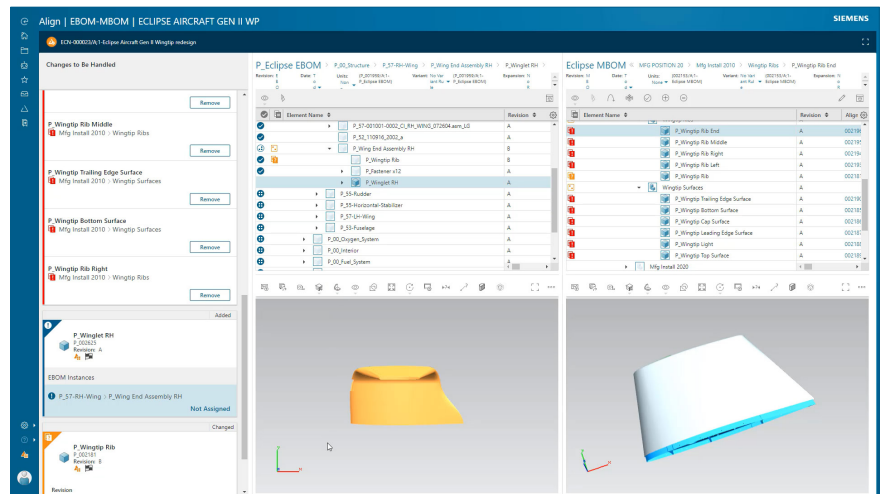 Align | EBOM-MBOM | ECLIPSE AIRCRAFT GEN II WP
SIEMENS
ECN-000023/A;1-Eclipse Aircraft Gen II Wingtip redesign
Changes to Be Handled
Remove
P_Wingtip Rib Middle
Mfg Install 2010 > Wingtip Ribs
Remove
P_Wingtip Trailing Edge Surface
Mfg Install 2010 > Wingtip Surfaces
Remove
P_Wingtip Bottom Surface
Mfg Install 2010 > Wingtip Surfaces
Remove
P_Wingtip Rib Right
Mfg Install 2010 > Wingtip Ribs
Remove
Added
P_Winglet RH
P_002625
Revision: A
EBOM Instances
P_57-RH-Wing > P_Wing End Assembly RH
Not Assigned
Changed
P_Wingtip Rib
P_002181
Revision: B
Revision
P_Eclipse EBOM > P_00_Structure > P_57-RH-Wing > P_Wing End Assembly RH > P_Winglet RH >
Element Name
Revision
P_57-001001-0002_CI_RH_WING_072604.asm_LO A
P_52_110916_2002_a A
P_Wing End Assembly RH B
P_Wingtip Rib B
P_Fastener x12 A
P_Winglet RH A
P_55-Rudder A
P_55-Horizontal-Stabilizer A
P_57-LH-Wing A
P_53-Fuselage A
P_00_Oxygen_System A
P_00_Interior A
P_00_Fuel_System A
Eclipse MBOM < MFG POSITION 20 > Mfg Install 2010 > Wingtip Ribs > P_Wingtip Rib End
Element Name
Revision
Align
P_Wingtip Rib End A
P_Wingtip Rib Middle A
P_Wingtip Rib Right A
P_Wingtip Rib Left A
P_Wingtip Rib A
Wingtip Surfaces A
P_Wingtip Trailing Edge Surface A
P_Wingtip Bottom Surface A
P_Wingtip Cap Surface A
P_Wingtip Leading Edge Surface A
P_Wingtip Light A
P_Wingtip Top Surface A
Mfg Install 2020 A